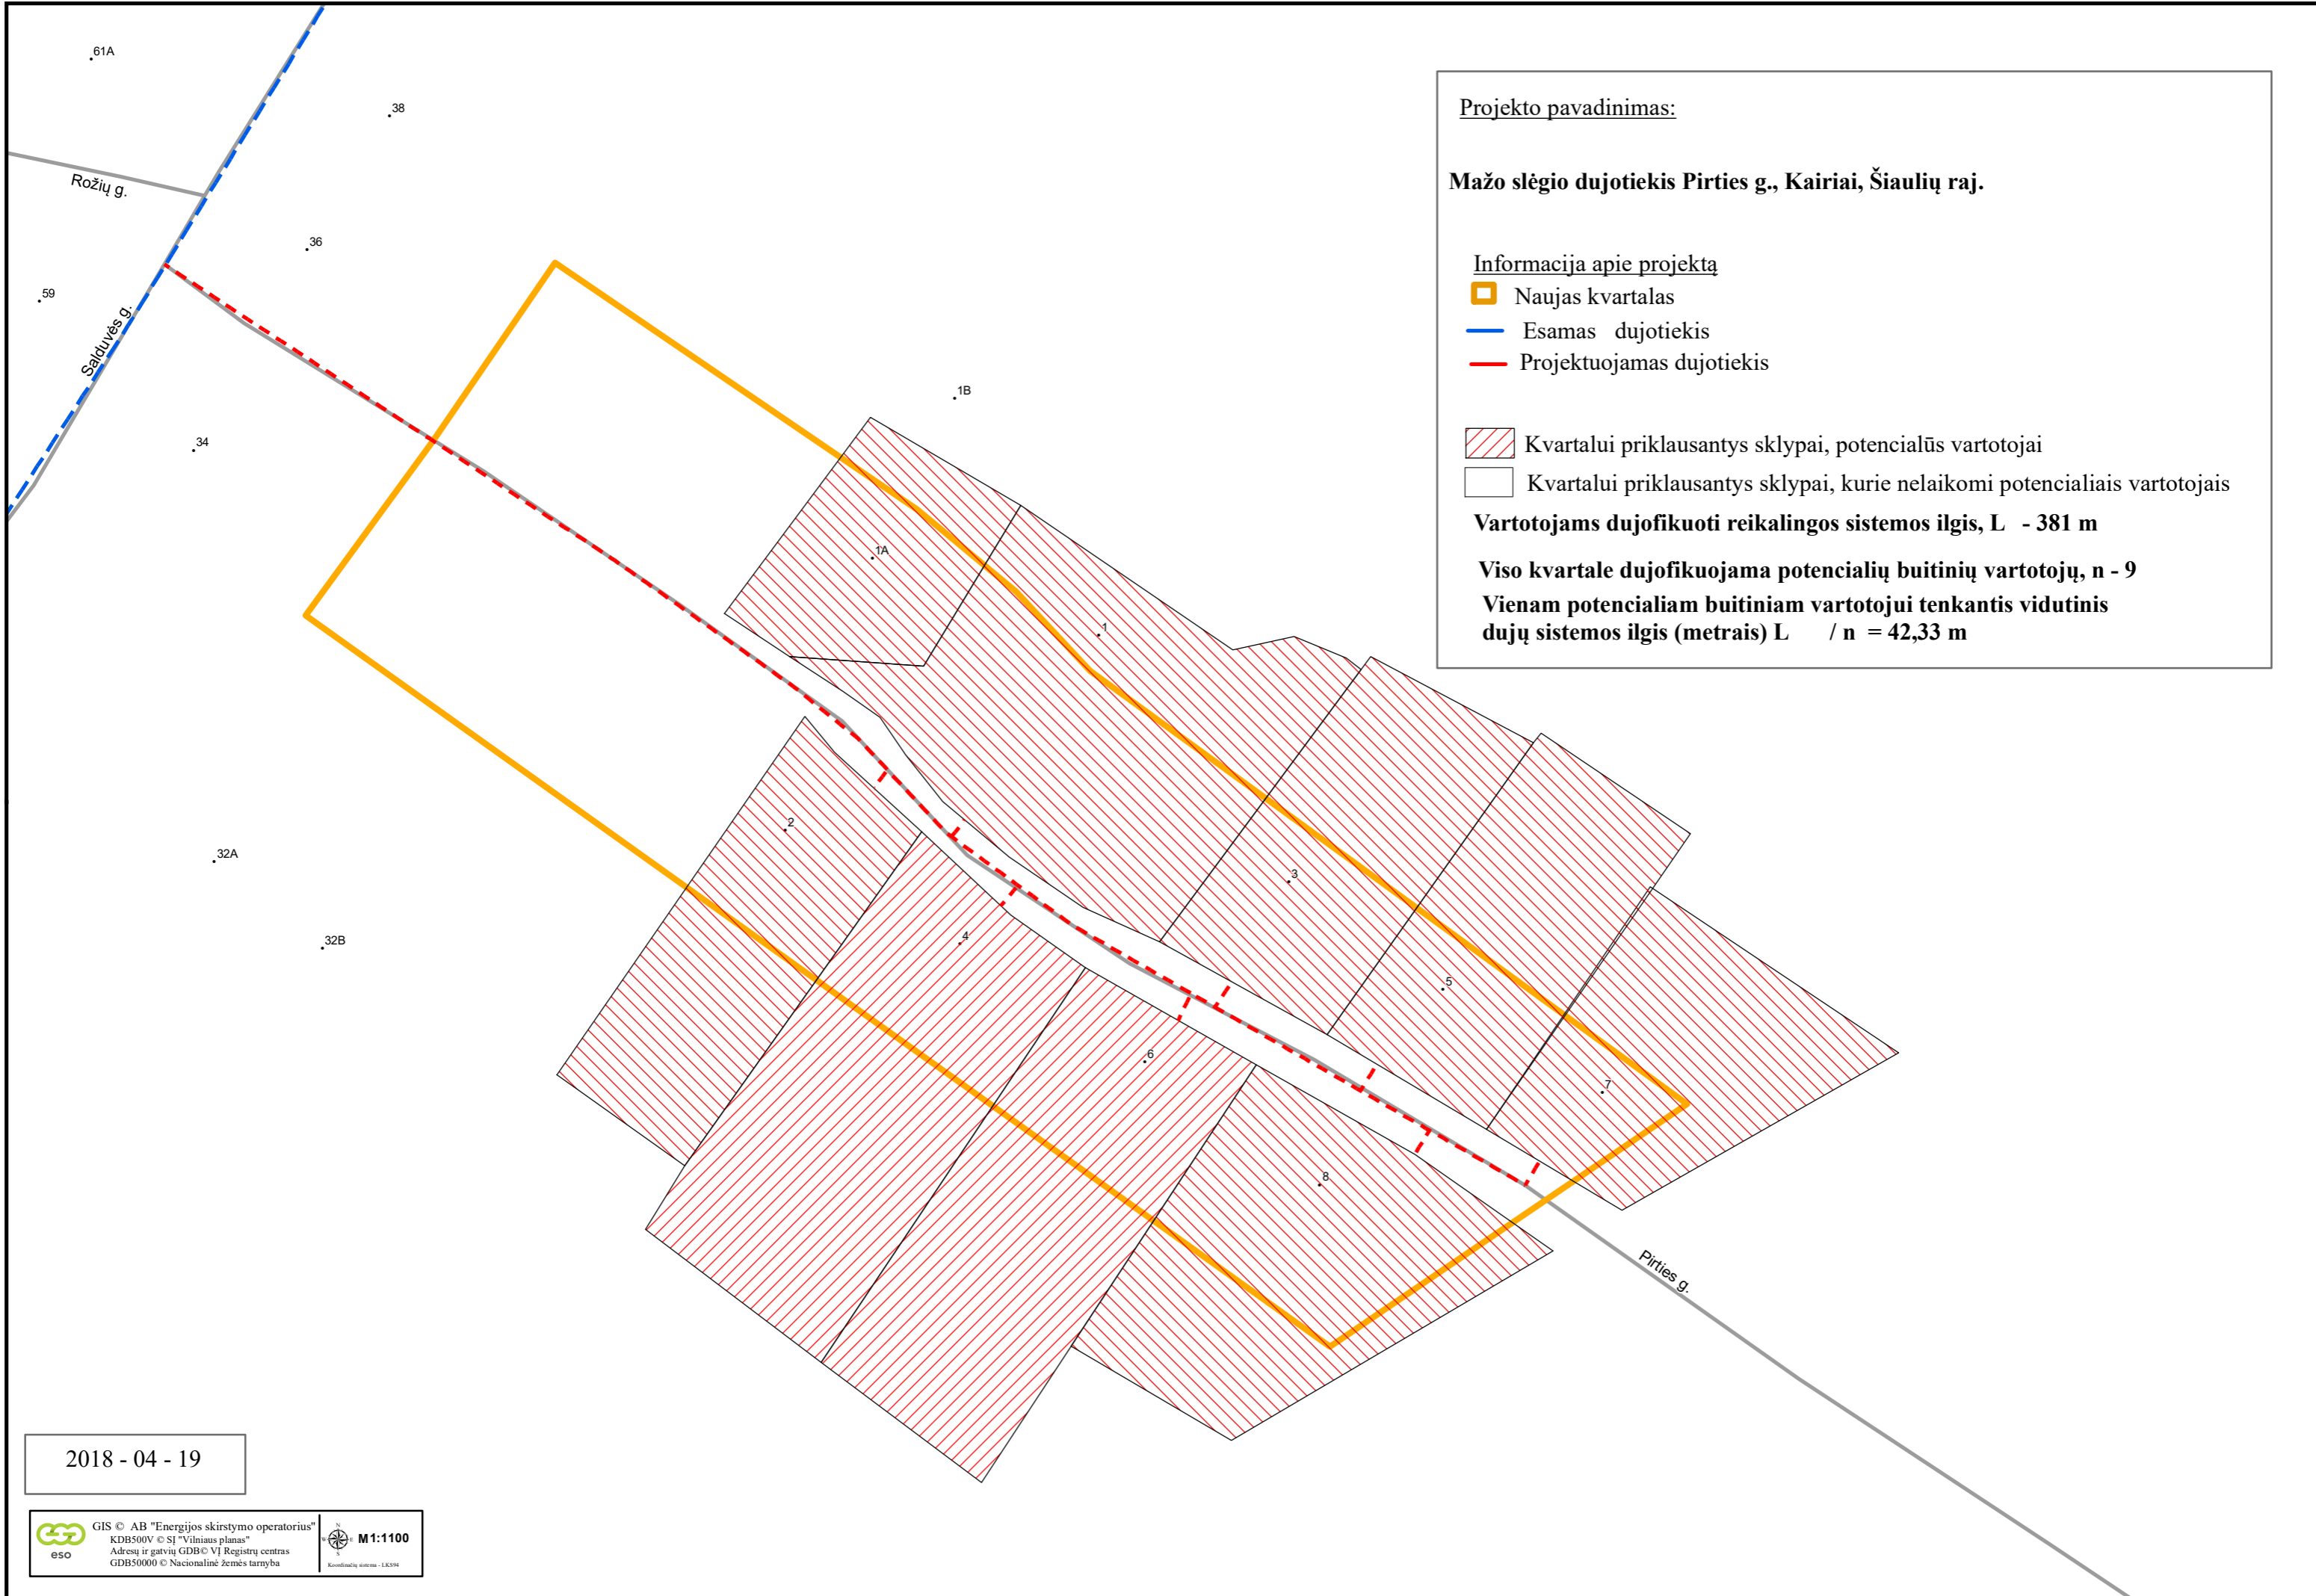 61A
38
Rožių g.
36
59
Salduvės g.
34
1B
1A
1
2
32A
3
32B
4
5
6
7
8
Pirties g.
Projekto pavadinimas:
Mažo slėgio dujotiekis Pirties g., Kairiai, Šiaulių raj.
Informacija apie projektą
Naujas kvartalas
Esamas dujotiekis
Projektuojamas dujotiekis
Kvartalui priklausantys sklypai, potencialūs vartotojai
Kvartalui priklausantys sklypai, kurie nelaikomi potencialiais vartotojais
Vartotojams dujofikuoti reikalingos sistemos ilgis, L - 381 m
Viso kvartale dujofikuojama potencialių buitinių vartotojų, n - 9
Vienam potencialiam buitiniam vartotojui tenkantis vidutinis
dujų sistemos ilgis (metrais) L / n = 42,33 m
2018 - 04 - 19
eso
GIS © AB "Energijos skirstymo operatorius"
KDB500V © SĮ "Vilniaus planas"
Adresų ir gatvių GDB© VĮ Registrų centras
GDB50000 © Nacionalinė žemės tarnyba
N
W
E
S
M 1:1100
Koordinačių sistema - LKS94